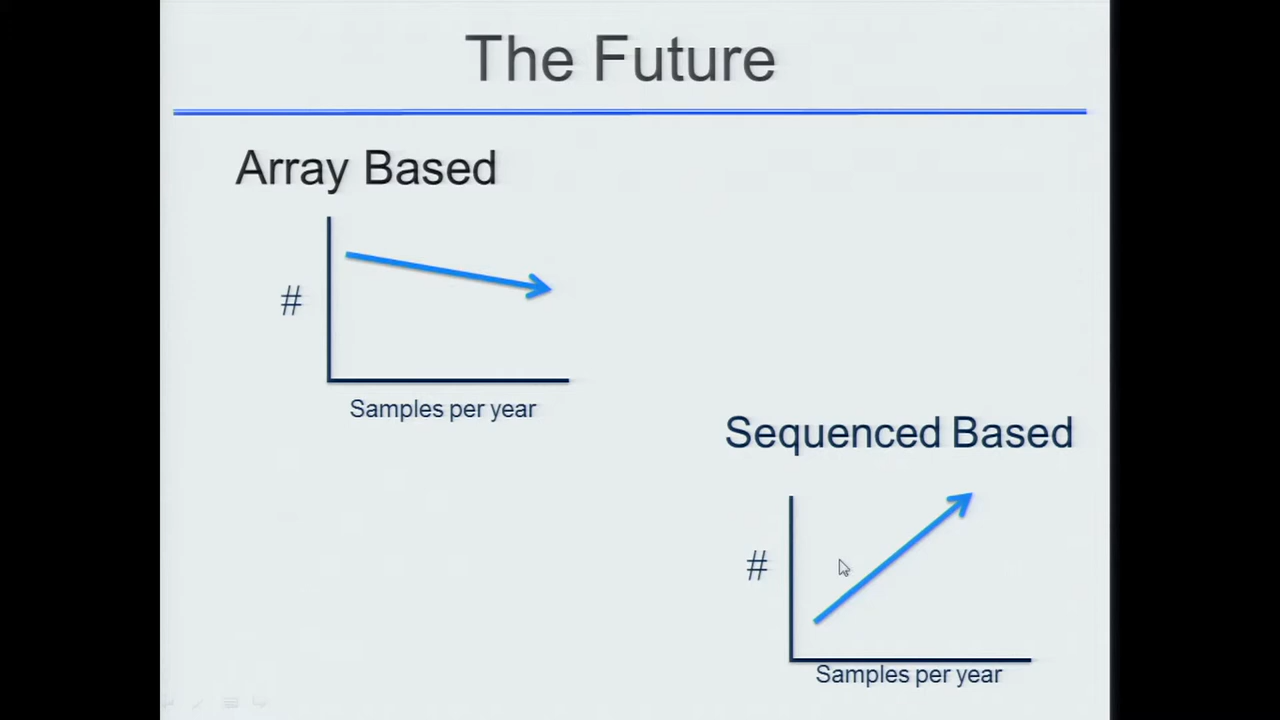 The Future
Array Based
#
Samples per year
Sequenced Based
#
Samples per year